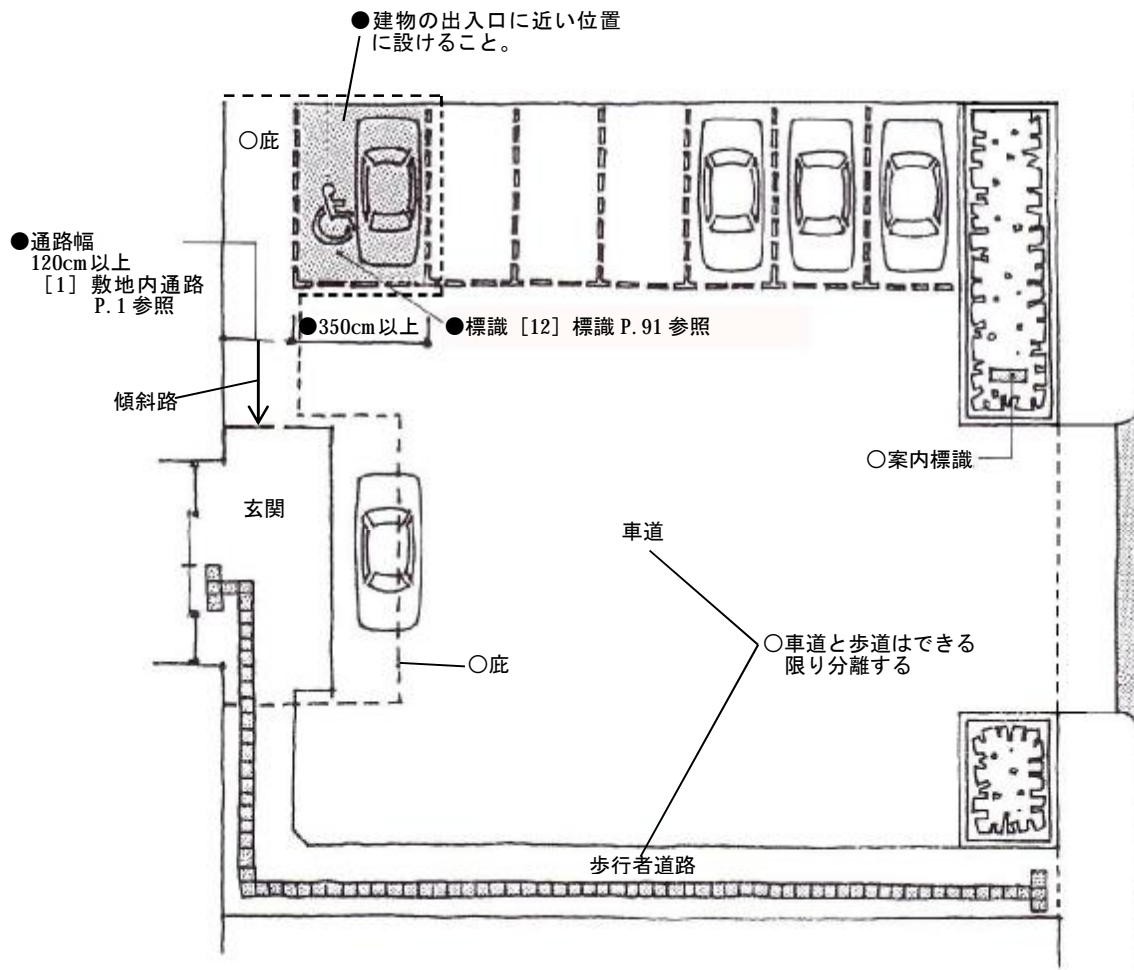 ●建物の出入口に近い位置
に設けること。
○庇
●通路幅
120cm以上
[1] 敷地内通路
P.1 参照
●350cm以上
●標識 [12] 標識 P.91 参照
傾斜路
○案内標識
玄関
車道
○車道と歩道はできる
限り分離する
○庇
歩行者道路